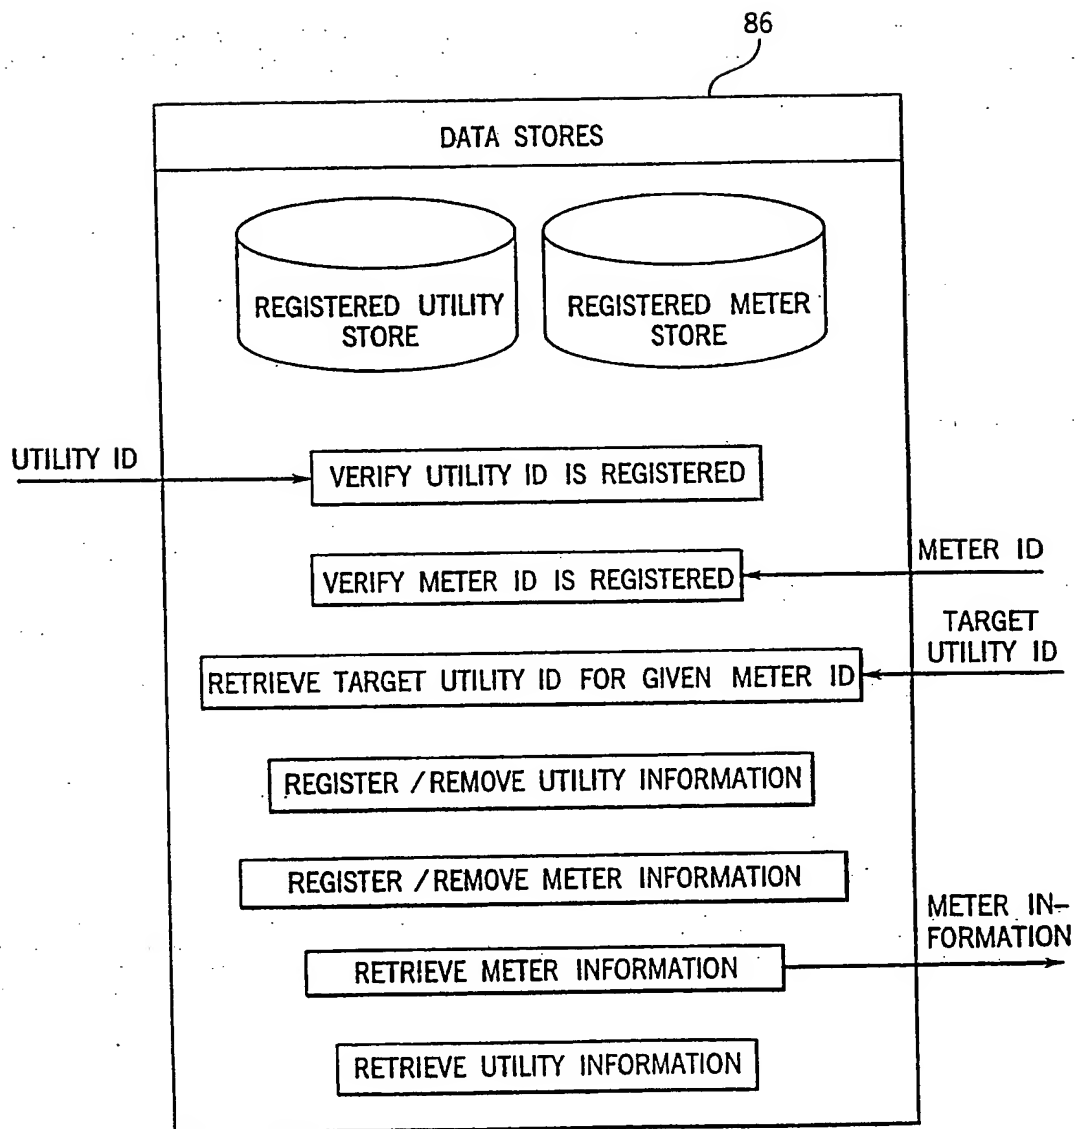 86
DATA STORES
REGISTERED UTILITY
STORE
REGISTERED METER
STORE
UTILITY ID
VERIFY UTILITY ID IS REGISTERED
METER ID
VERIFY METER ID IS REGISTERED
TARGET
UTILITY ID
RETRIEVE TARGET UTILITY ID FOR GIVEN METER ID
REGISTER / REMOVE UTILITY INFORMATION
REGISTER / REMOVE METER INFORMATION
METER IN-
FORMATION
RETRIEVE METER INFORMATION
RETRIEVE UTILITY INFORMATION